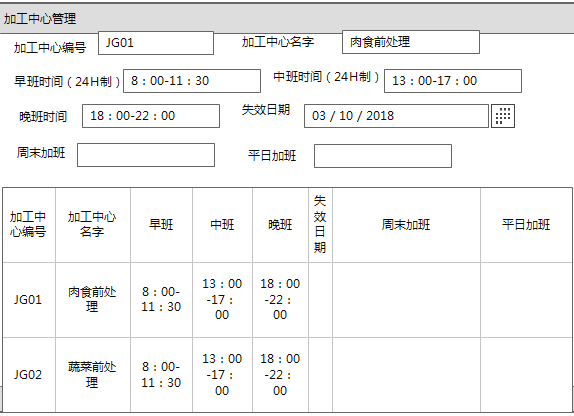 加工中心管理
加工中心编号 JG01 加工中心名字 肉食前处理
早班时间（24H制） 8：00-11：30 中班时间（24H制） 13：00-17：00
晚班时间 18：00-22：00 失效日期 03 / 10 / 2018
周末加班 平日加班
加工中心编号 加工中心名字 早班 中班 晚班 失效日期 周末加班 平日加班
JG01 肉食前处理 8：00-11：30 13：00-17：00 18：00-22：00
JG02 蔬菜前处理 8：00-11：30 13：00-17：00 18：00-22：00